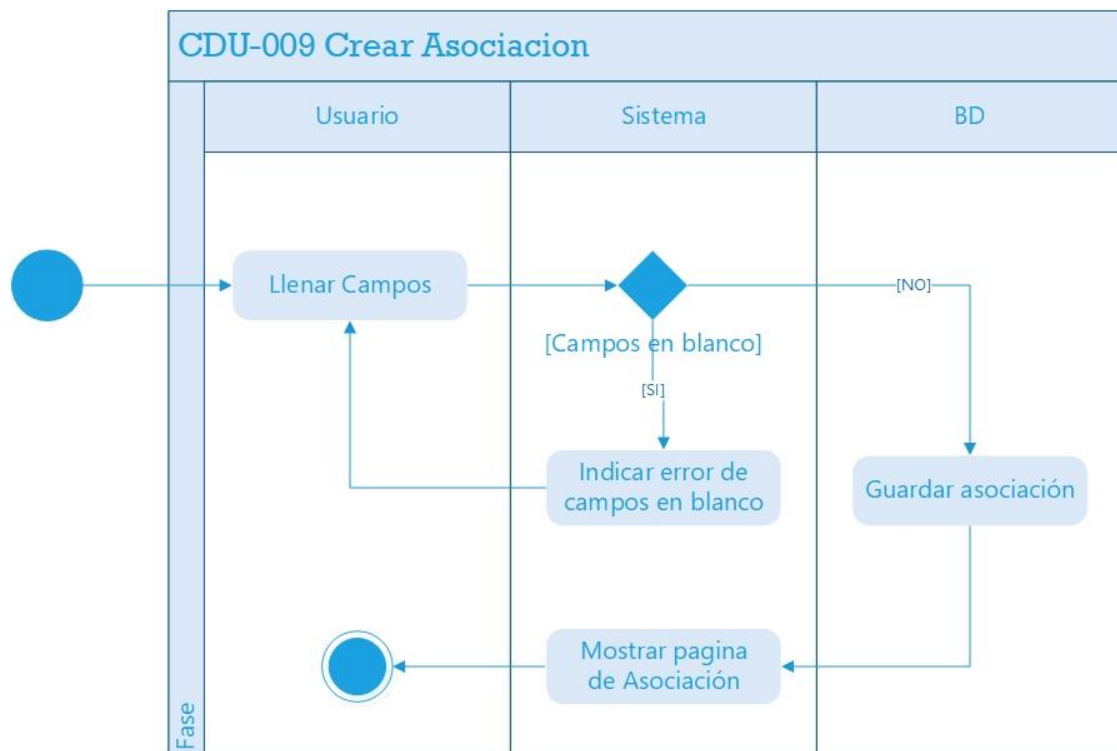 CDU-009 Crear Asociacion
Usuario
Sistema
BD
Llenar Campos
[NO]
[Campos en blanco]
[SI]
Indicar error de
campos en blanco
Guardar asociación
Mostrar pagina
de Asociación
Fase